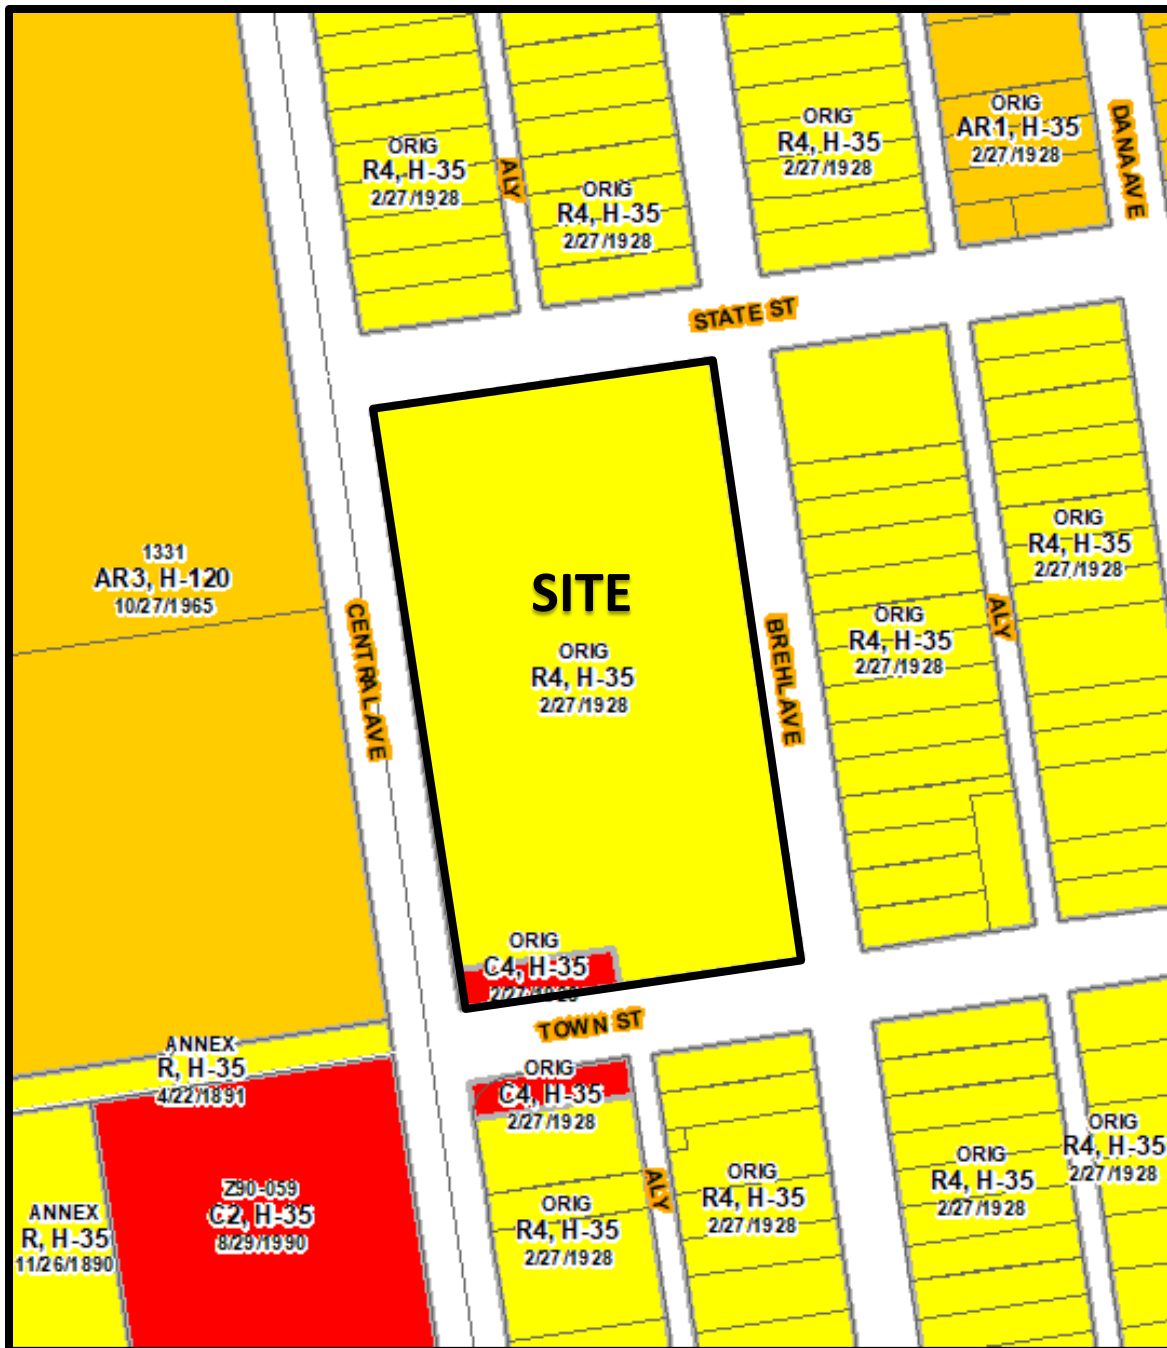 ORIG
AR1, H-35
2/27/1928
DANA AVE
ORIG
R4, H-35
2/27/1928
ORIG
R4, H-35
2/27/1928
ALY
ORIG
R4, H-35
2/27/1928
STATE ST
1331
AR3, H-120
10/27/1965
CENTRAL AVE
SITE
ORIG
R4, H-35
2/27/1928
BREHL AVE
ORIG
R4, H-35
2/27/1928
ALY
ORIG
R4, H-35
2/27/1928
ORIG
C4, H-35
2/27/1928
TOWN ST
ANNEX
R, H-35
4/22/1891
ORIG
C4, H-35
2/27/1928
Z90-059
C2, H-35
8/29/1990
ANNEX
R, H-35
11/26/1890
ORIG
R4, H-35
2/27/1928
ALY
ORIG
R4, H-35
2/27/1928
ORIG
R4, H-35
2/27/1928
ORIG
R4, H-35
2/27/1928